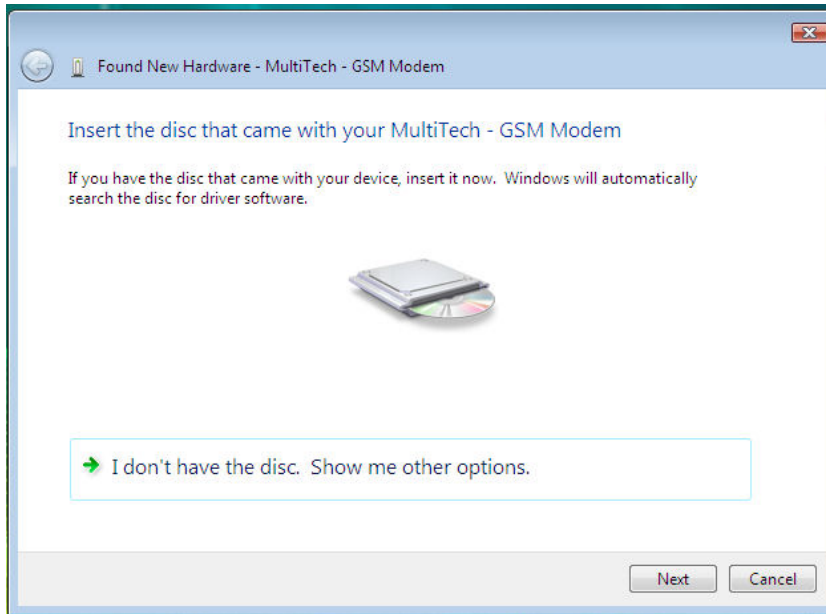 Found New Hardware - MultiTech - GSM Modem
Insert the disc that came with your MultiTech - GSM Modem
If you have the disc that came with your device, insert it now.  Windows will automatically
search the disc for driver software.
I don't have the disc.  Show me other options.
Next Cancel